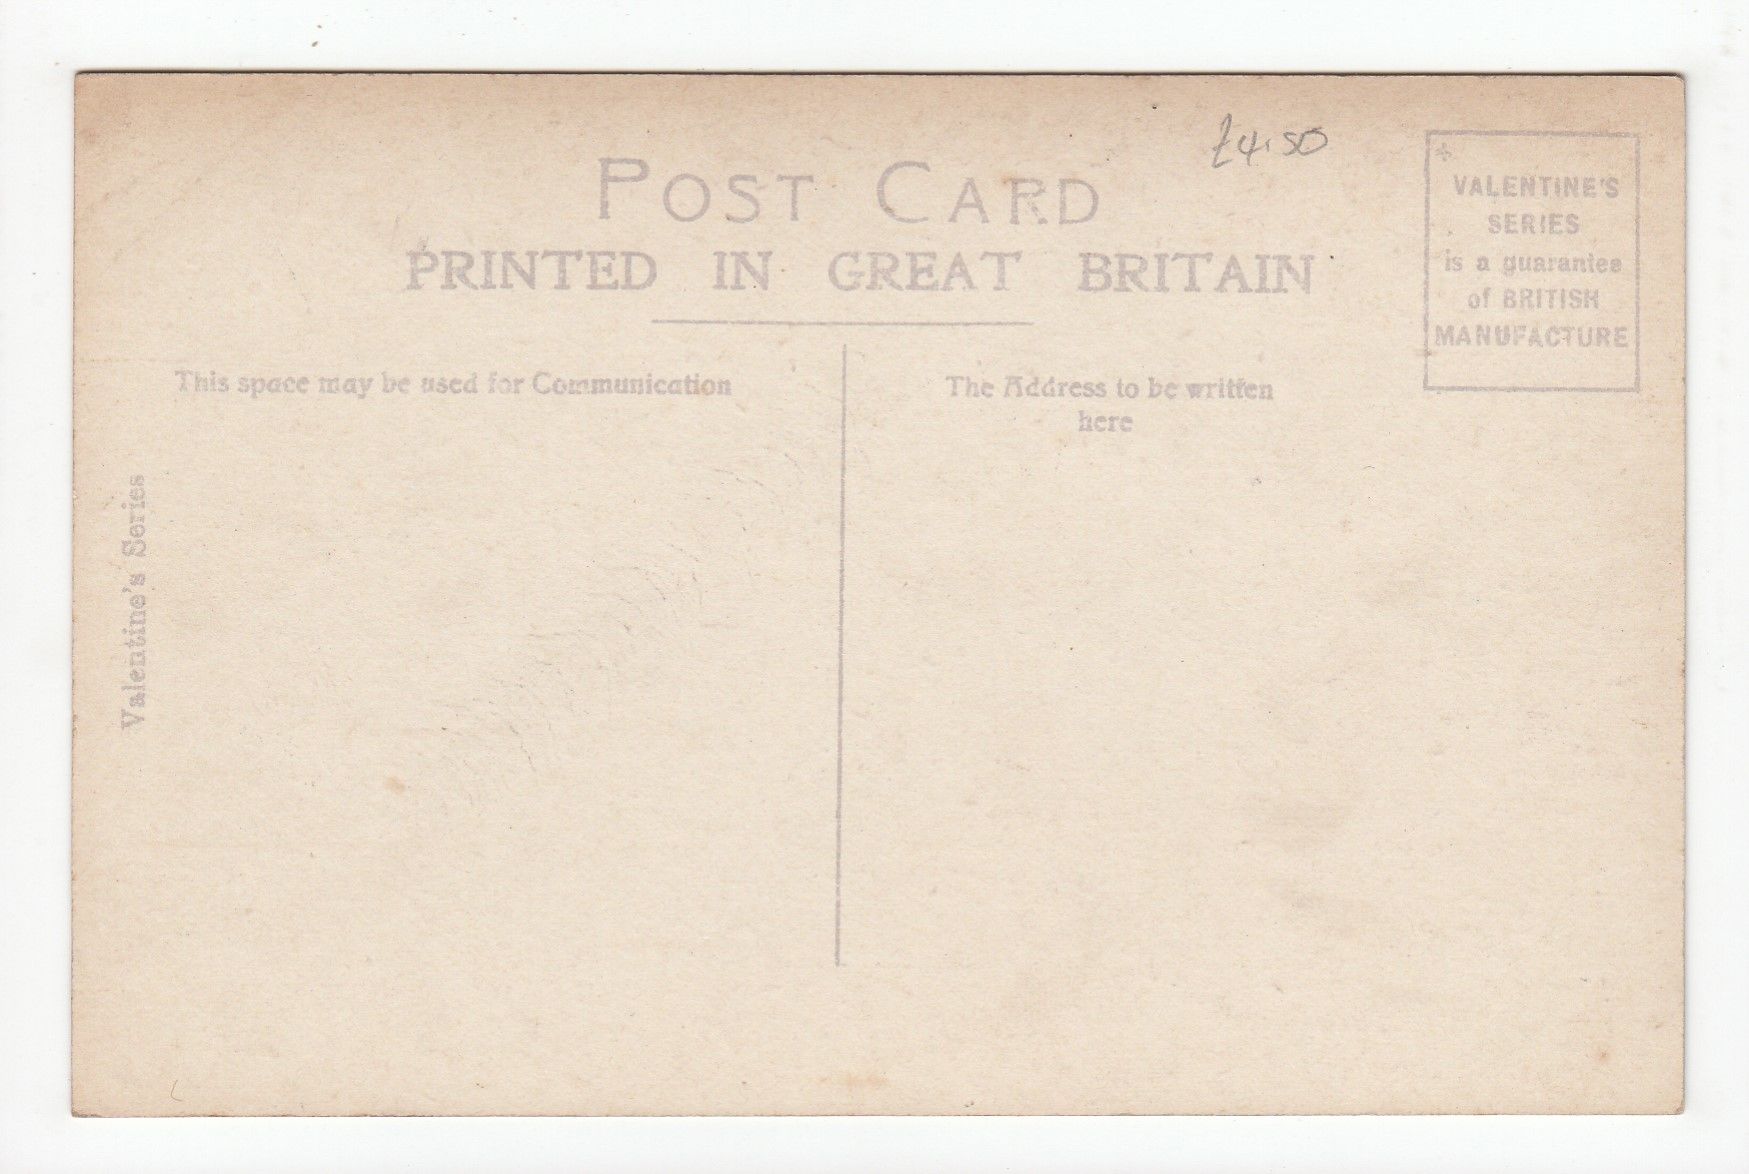 £4.50
POST CARD
PRINTED IN GREAT BRITAIN
VALENTINE'S
SERIES
is a guarantee
of BRITISH
MANUFACTURE
This space may be used for Communication
The Address to be written
here
Valentine's Series